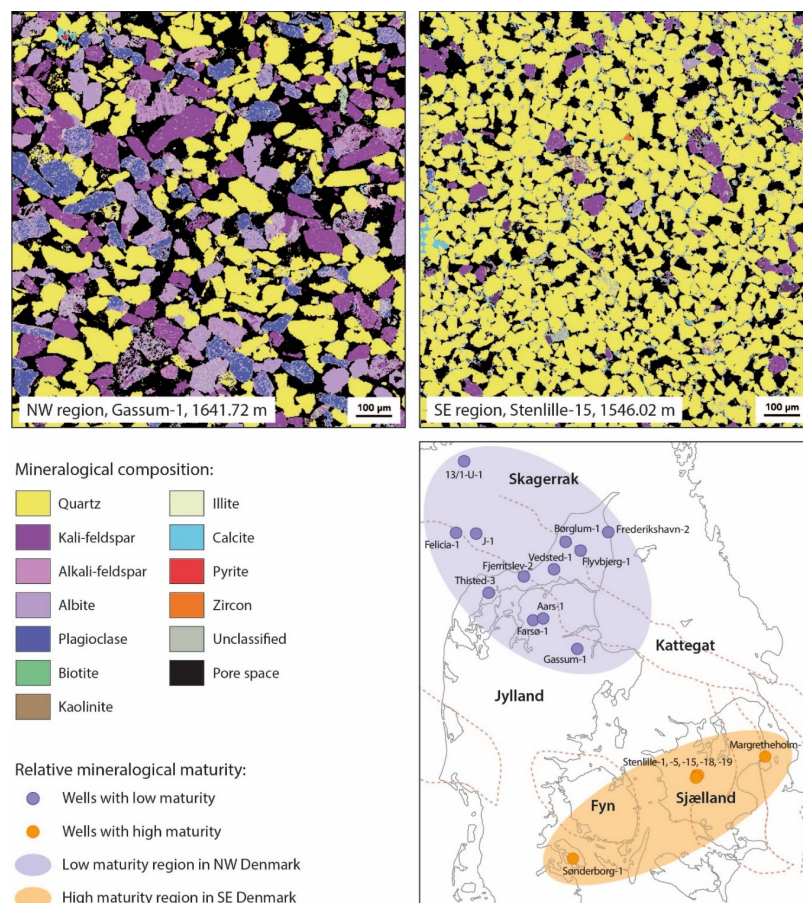 NW region, Gassum-1, 1641.72 m
100 µm
SE region, Stenlille-15, 1546.02 m
100 µm
Mineralogical composition:
Quartz
Kali-feldspar
Alkali-feldspar
Albite
Plagioclase
Biotite
Kaolinite
Illite
Calcite
Pyrite
Zircon
Unclassified
Pore space
Relative mineralogical maturity:
Wells with low maturity
Wells with high maturity
Low maturity region in NW Denmark
High maturity region in SE Denmark
13/1-U-1
Skagerrak
Felicia-1
J-1
Børglum-1
Frederikshavn-2
Vedsted-1
Flyvbjerg-1
Fjerritslev-2
Thisted-3
Aars-1
Farsø-1
Gassum-1
Kattegat
Jylland
Margretheholm-
Stenlille-1, -5, -15, -18, -19
Fyn
Sjælland
Sønderborg-1